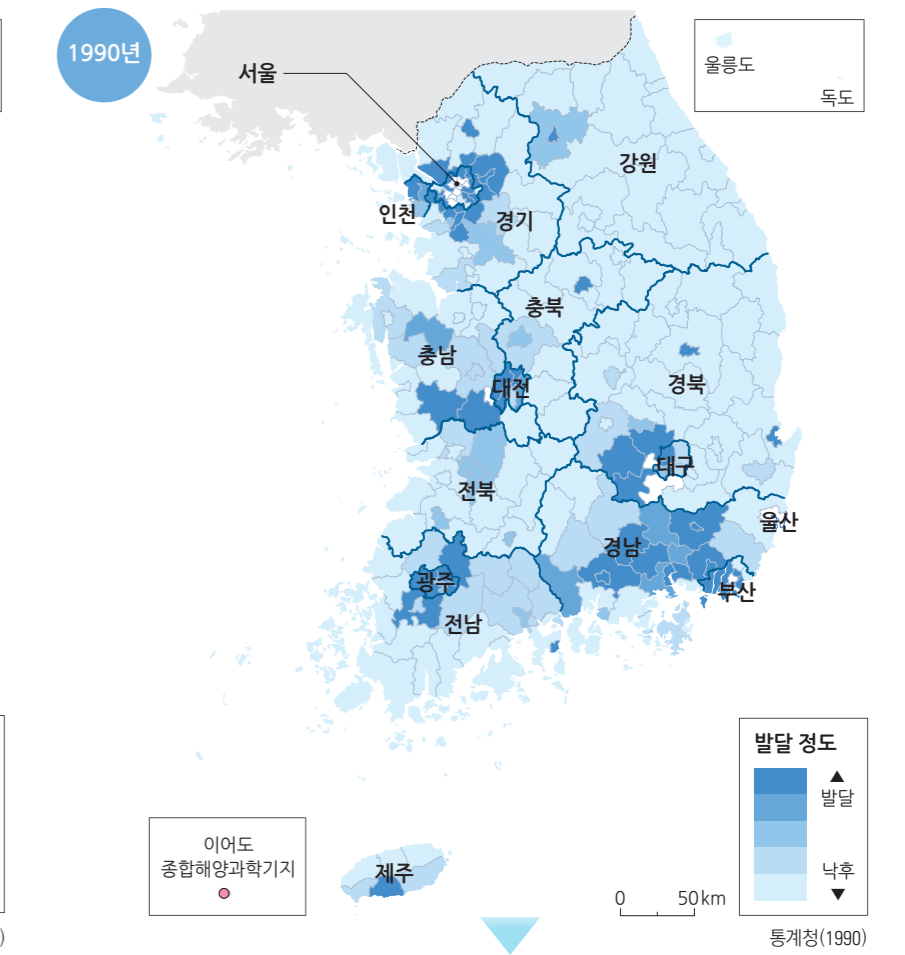 1990년
서울
울릉도
독도
강원
인천
경기
충북
충남
대전
경북
대구
전북
울산
경남
광주
부산
전남
발달 정도
▲
발달
낙후
▼
이어도
종합해양과학기지
제주
0 50km
통계청(1990)
)